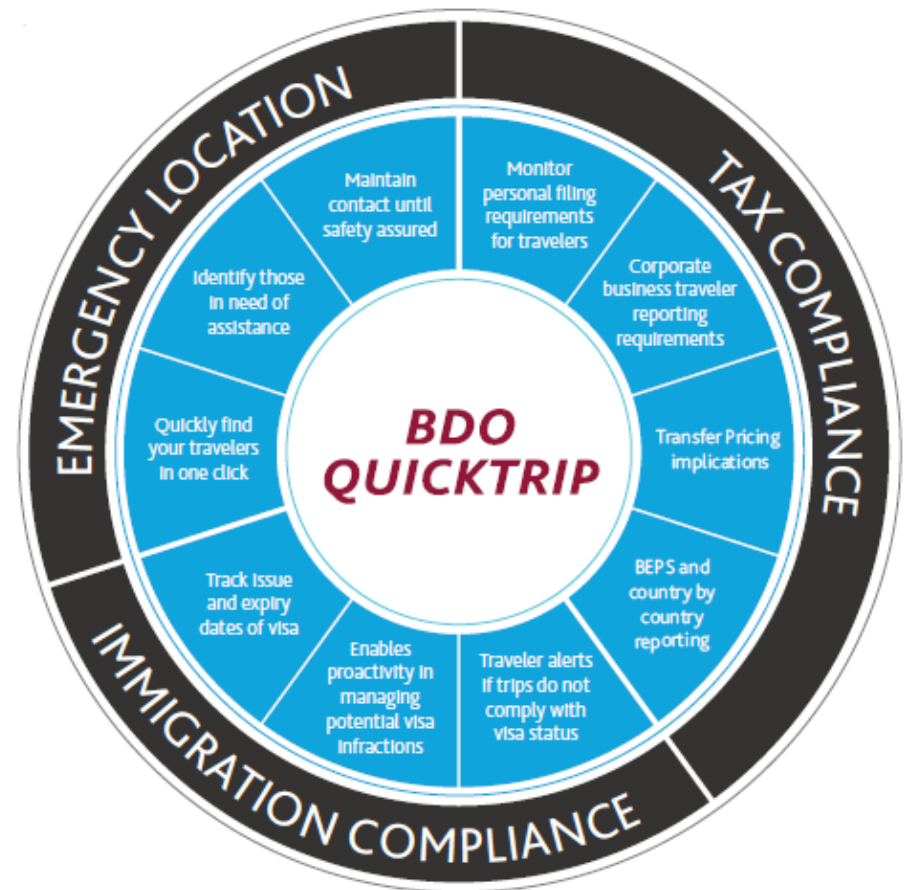 EMERGENCY LOCATION
TAX COMPLIANCE
IMMIGRATION COMPLIANCE
BDO
QUICKTRIP
Monitor
personal filing
requirements
for travelers
Corporate
business traveler
reporting
requirements
Transfer Pricing
implications
BEPS and
country by
country
reporting
Traveler alerts
if trips do not
comply with
visa status
Enables
proactivity in
managing
potential visa
infractions
Track issue
and expiry
dates of visa
Quickly find
your travelers
in one click
Identify those
in need of
assistance
Maintain
contact until
safety assured